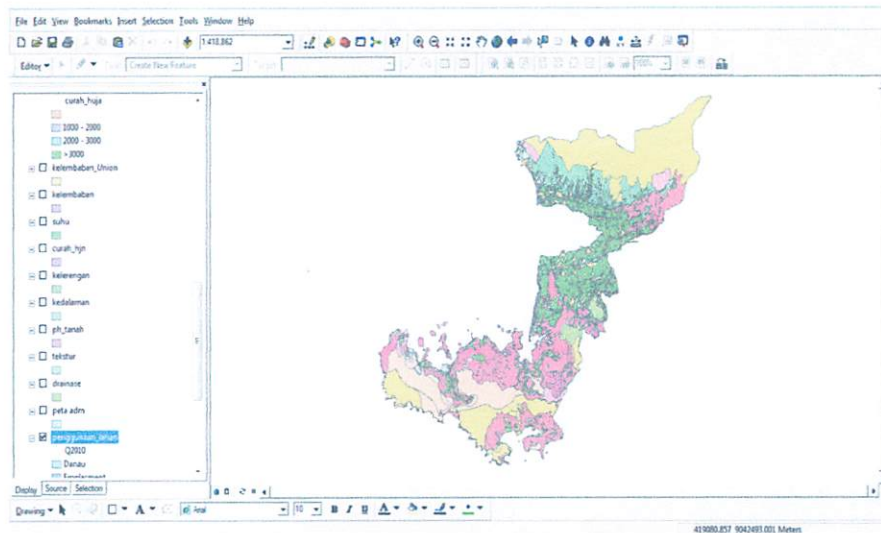 File Edit View Bookmarks Insert Selection Tools Window Help
1:418,862
Editor Create New Feature
100%
curah_huja
1000 - 2000
2000 - 3000
>3000
kelembaban_Union
kelembaban
suhu
curah_hjn
kelerengan
kedalaman
ph_tanah
tekstur
drainase
peta adm
penggunaan_lahan
Q2010
Danau
Display Source Selection
Drawing A Arial 10 B I U A
419080.857 9042493.001 Meters